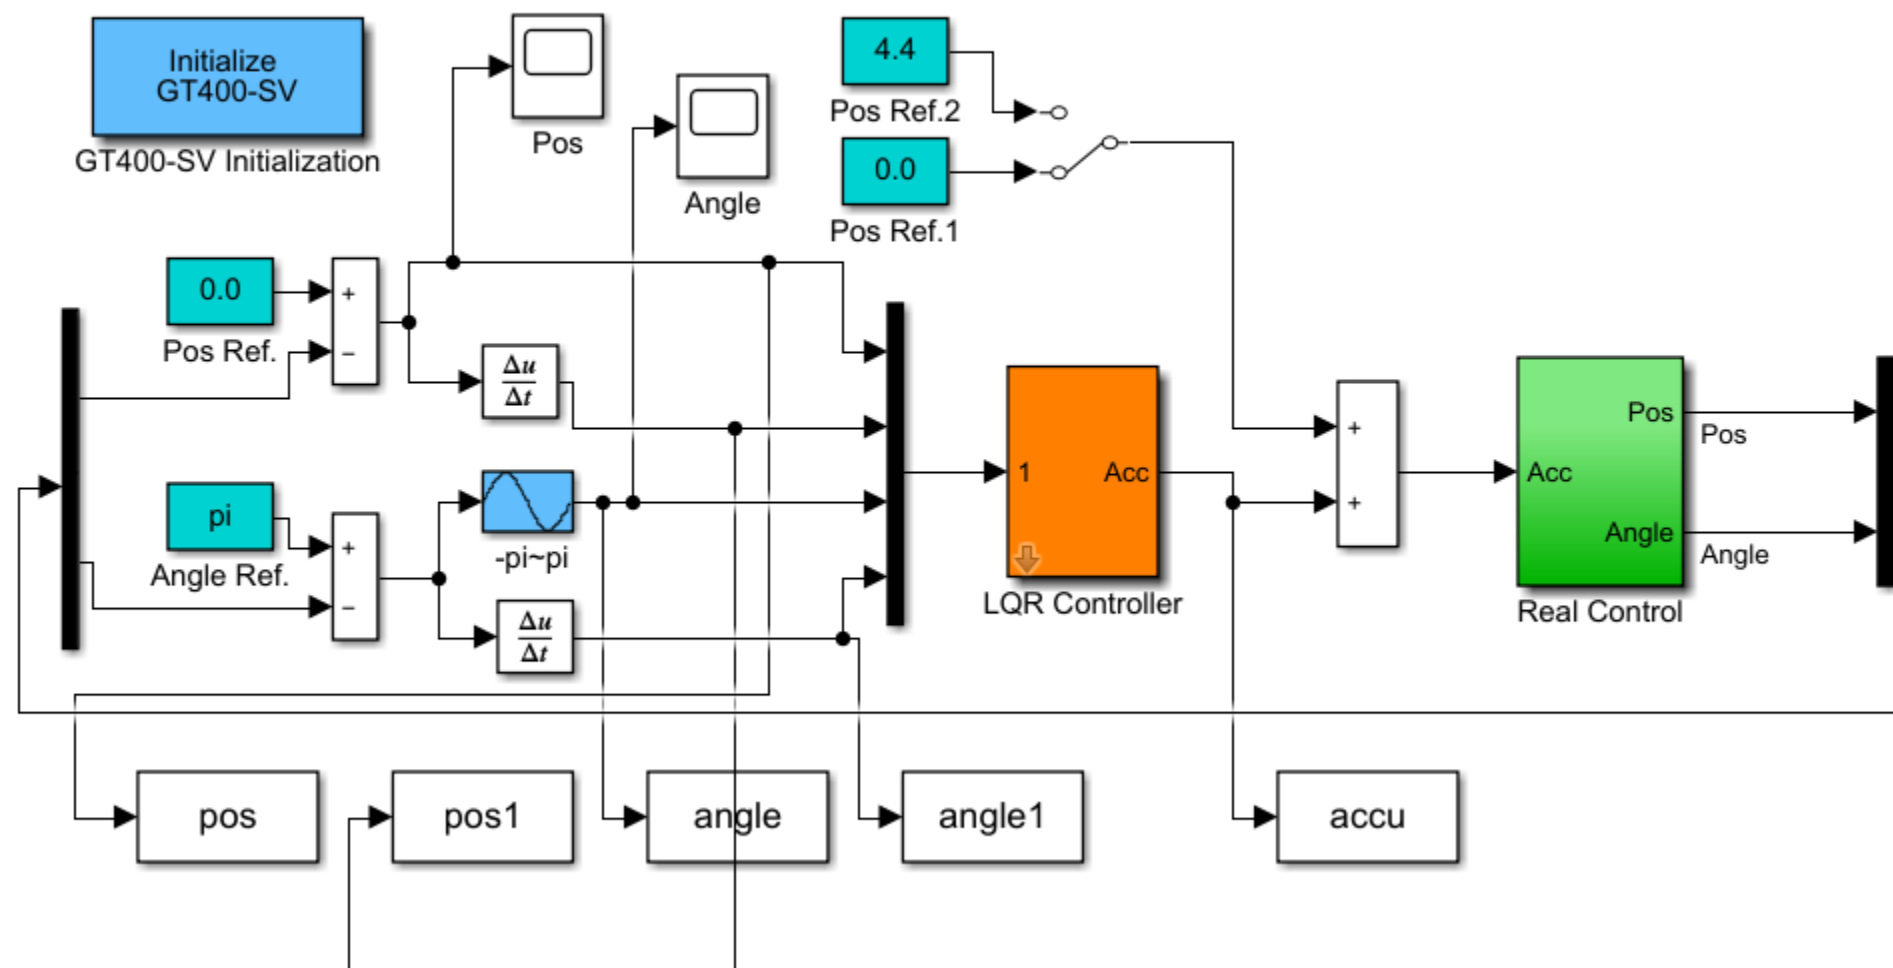 Initialize
GT400-SV
GT400-SV Initialization
Pos
Angle
4.4
Pos Ref.2
0.0
Pos Ref.1
0.0
Pos Ref.
+
−
Δu
Δt
pi
Angle Ref.
+
−
-pi~pi
Δu
Δt
1
Acc
LQR Controller
+
+
Acc
Pos
Angle
Real Control
Pos
Angle
pos
pos1
angle
angle1
accu